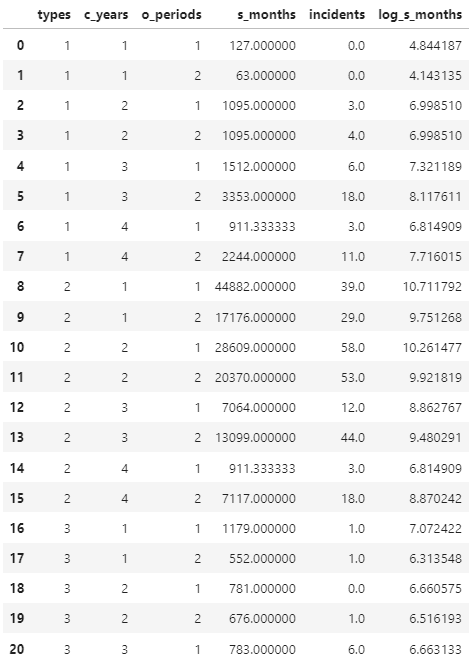 types c_years o_periods s_months incidents log_s_months
0 1 1 1 127.000000 0.0 4.844187
1 1 1 2 63.000000 0.0 4.143135
2 1 2 1 1095.000000 3.0 6.998510
3 1 2 2 1095.000000 4.0 6.998510
4 1 3 1 1512.000000 6.0 7.321189
5 1 3 2 3353.000000 18.0 8.117611
6 1 4 1 911.333333 3.0 6.814909
7 1 4 2 2244.000000 11.0 7.716015
8 2 1 1 44882.000000 39.0 10.711792
9 2 1 2 17176.000000 29.0 9.751268
10 2 2 1 28609.000000 58.0 10.261477
11 2 2 2 20370.000000 53.0 9.921819
12 2 3 1 7064.000000 12.0 8.862767
13 2 3 2 13099.000000 44.0 9.480291
14 2 4 1 911.333333 3.0 6.814909
15 2 4 2 7117.000000 18.0 8.870242
16 3 1 1 1179.000000 1.0 7.072422
17 3 1 2 552.000000 1.0 6.313548
18 3 2 1 781.000000 0.0 6.660575
19 3 2 2 676.000000 1.0 6.516193
20 3 3 1 783.000000 6.0 6.663133